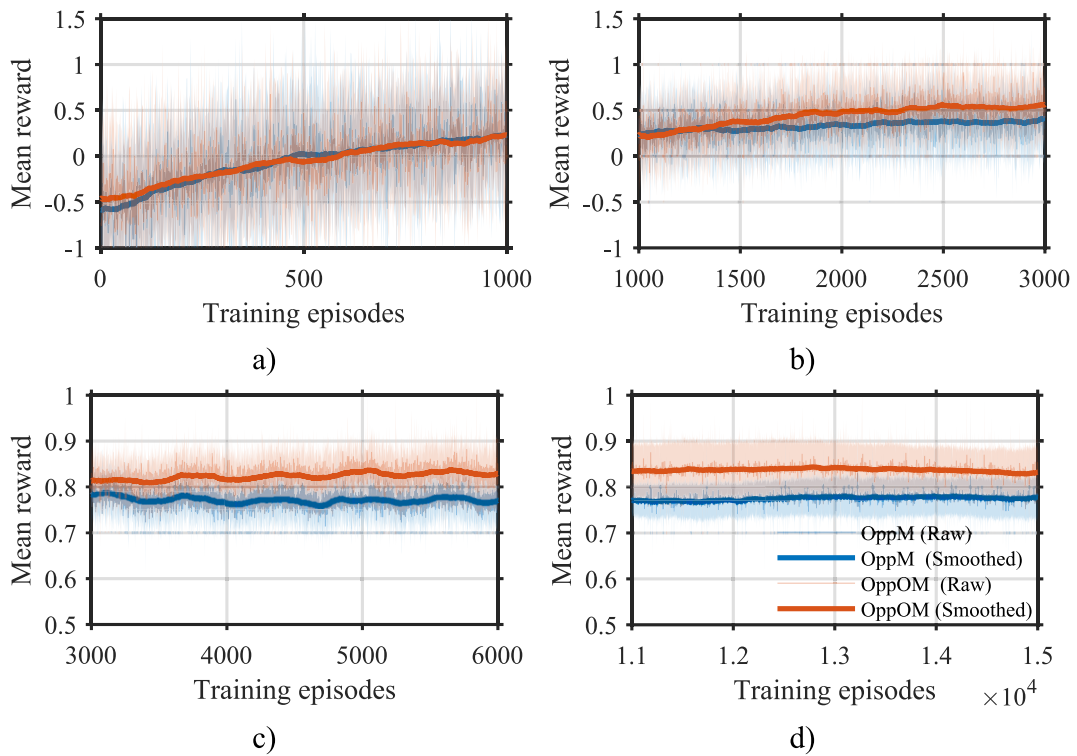 1.5
1
0.5
0
-0.5
-1
Mean reward
0
500
1000
Training episodes
a)
1.5
1
0.5
0
-0.5
-1
Mean reward
1000
1500
2000
2500
3000
Training episodes
b)
1
0.9
0.8
0.7
0.6
0.5
Mean reward
3000
4000
5000
6000
Training episodes
c)
1
0.9
0.8
0.7
0.6
0.5
Mean reward
OppM (Raw)
OppM (Smoothed)
OppOM (Raw)
OppOM (Smoothed)
1.1
1.2
1.3
1.4
1.5
Training episodes
×10⁴
d)